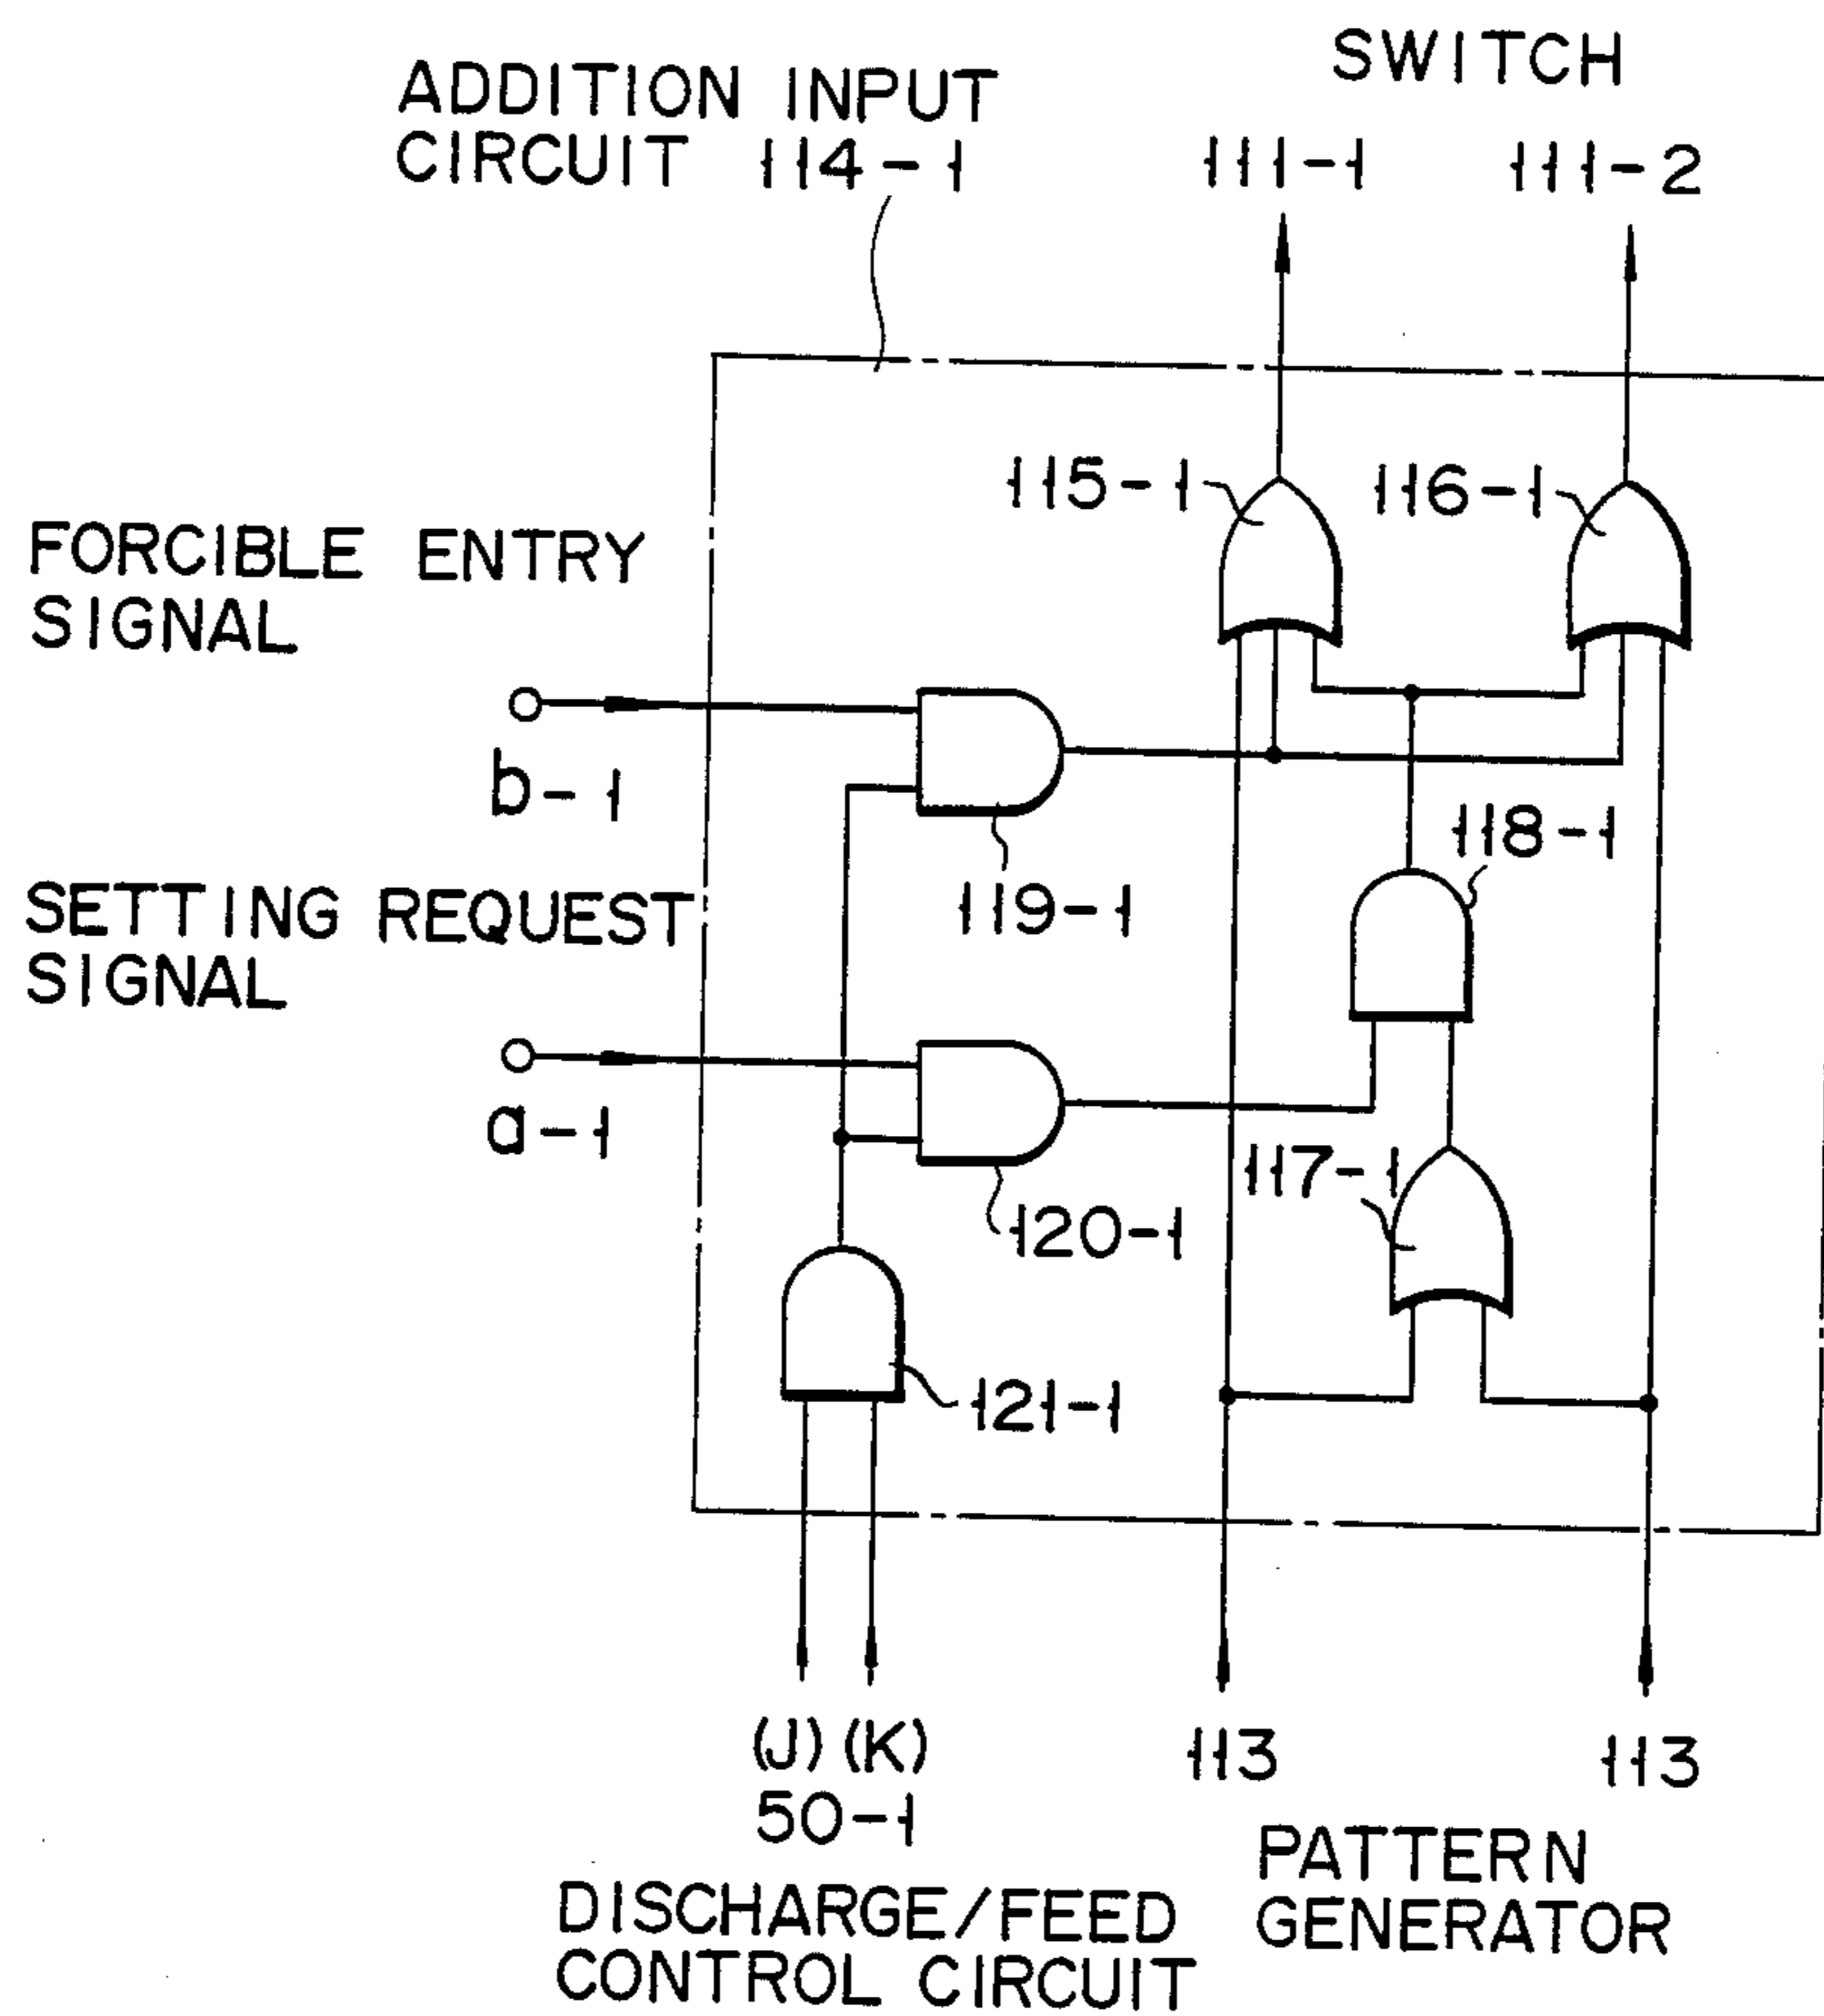 SWITCH
ADDITION INPUT
CIRCUIT 114-1
111-1
111-2
115-1
116-1
FORCIBLE ENTRY
SIGNAL
b-1
118-1
119-1
SETTING REQUEST
SIGNAL
a-1
117-1
120-1
121-1
(J) (K)
50-1
113
113
DISCHARGE/FEED
CONTROL CIRCUIT
PATTERN
GENERATOR